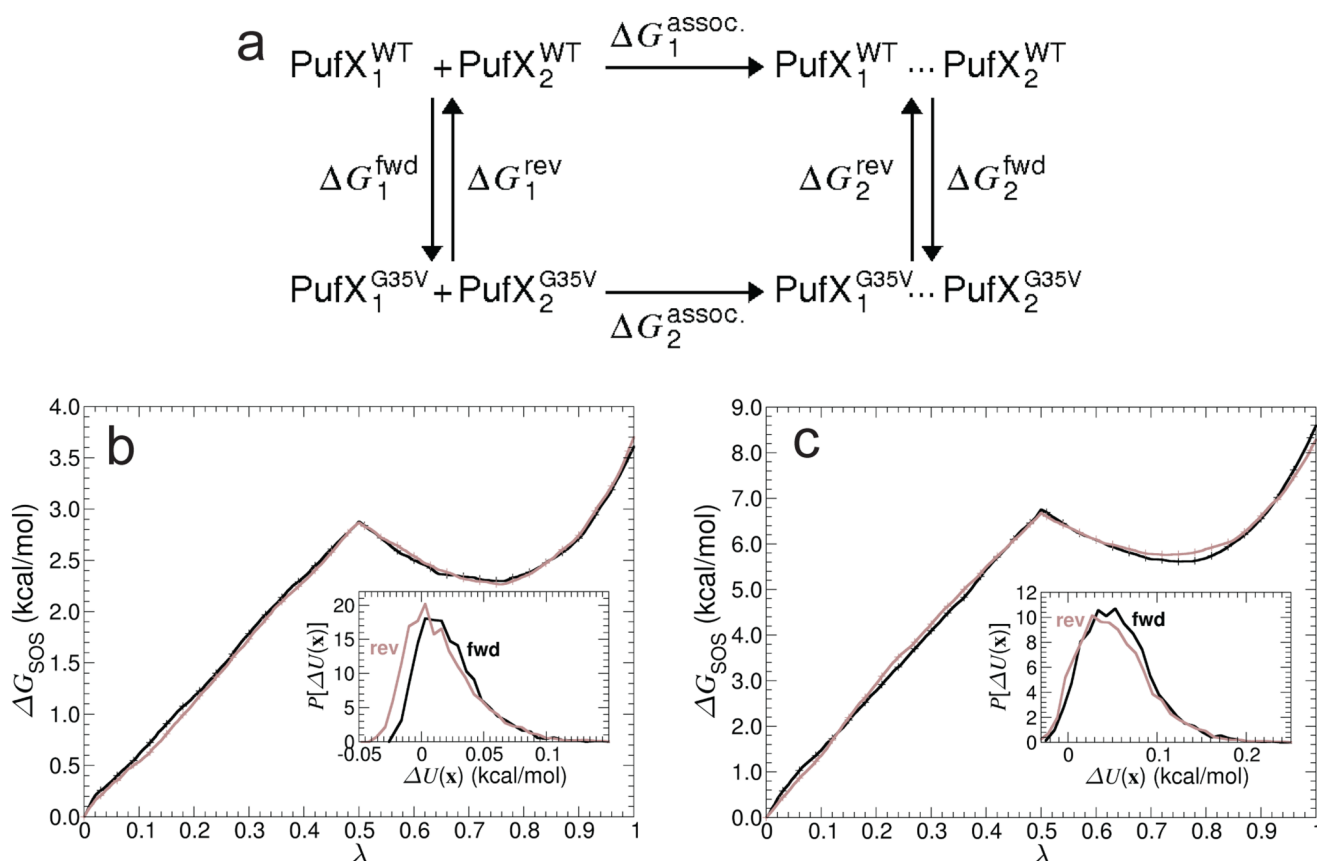 a
PufX₁^WT + PufX₂^WT ΔG₁^assoc. PufX₁^WT ··· PufX₂^WT
ΔG₁^fwd ΔG₁^rev ΔG₂^rev ΔG₂^fwd
PufX₁^G35V + PufX₂^G35V ΔG₂^assoc. PufX₁^G35V ··· PufX₂^G35V
b
ΔG_SOS (kcal/mol)
4.0
3.5
3.0
2.5
2.0
1.5
1.0
0.5
0.0
0 0.1 0.2 0.3 0.4 0.5 0.6 0.7 0.8 0.9 1
λ
P[ΔU(x)]
20
15
10
5
-0
rev fwd
-0.05 0 0.05 0.1
ΔU(x) (kcal/mol)
c
ΔG_SOS (kcal/mol)
9.0
8.0
7.0
6.0
5.0
4.0
3.0
2.0
1.0
0.0
0 0.1 0.2 0.3 0.4 0.5 0.6 0.7 0.8 0.9 1
λ
P[ΔU(x)]
12
10
8
6
4
2
0
rev fwd
0 0.1 0.2
ΔU(x) (kcal/mol)